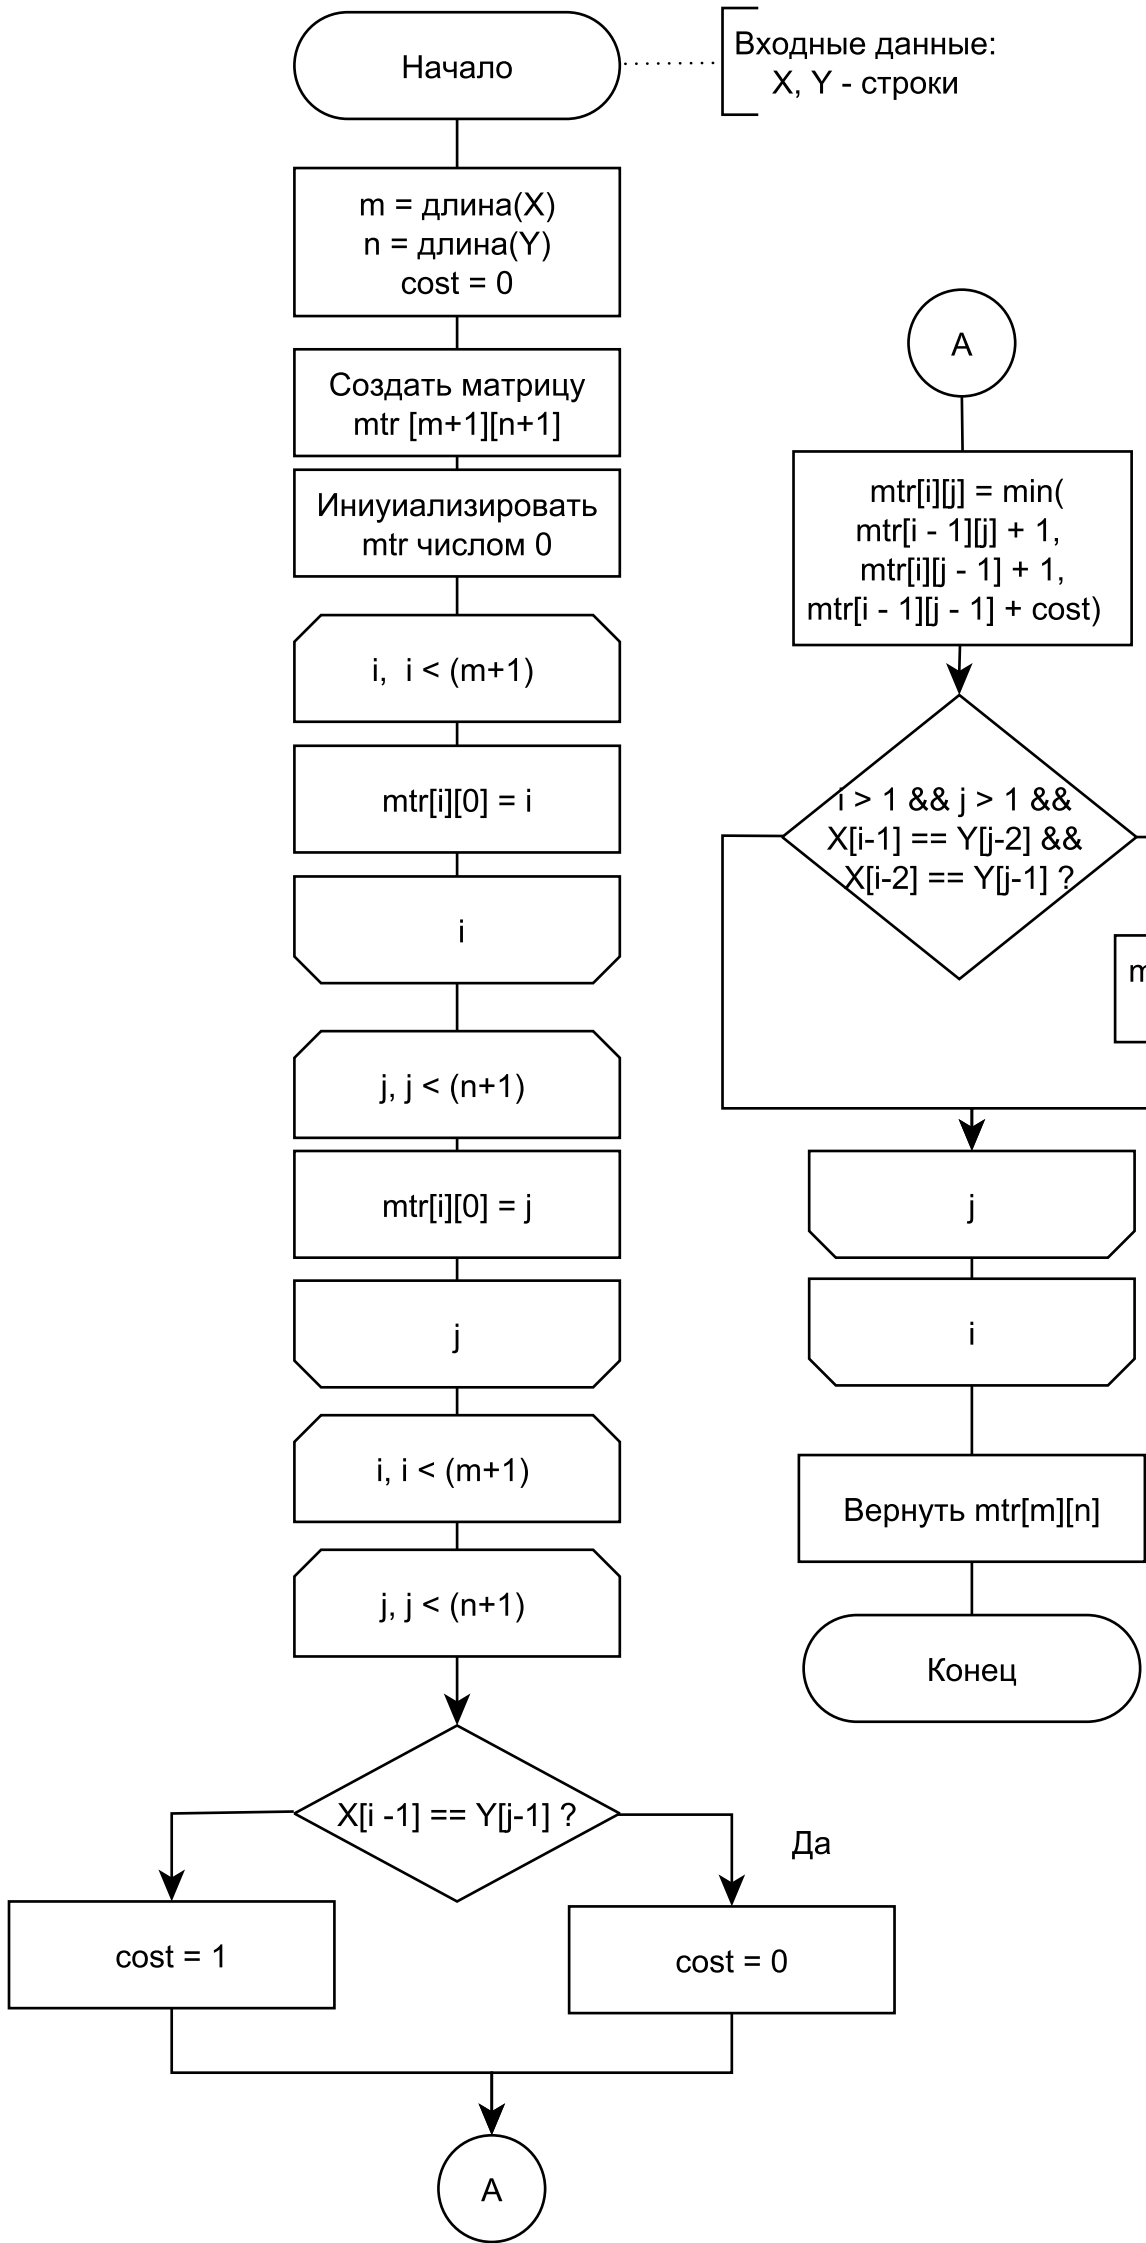 Начало
Входные данные:
X, Y - строки
m = длина(X)
n = длина(Y)
cost = 0
Создать матрицу
mtr [m+1][n+1]
Иниуиализировать
mtr числом 0
i,  i < (m+1)
mtr[i][0] = i
i
j, j < (n+1)
mtr[i][0] = j
j
i, i < (m+1)
j, j < (n+1)
X[i -1] == Y[j-1] ?
Да
cost = 1
cost = 0
A
A
mtr[i][j] = min(
mtr[i - 1][j] + 1,
mtr[i][j - 1] + 1,
mtr[i - 1][j - 1] + cost)
i > 1 && j > 1 &&
X[i-1] == Y[j-2] &&
X[i-2] == Y[j-1] ?
j
i
Вернуть mtr[m][n]
Конец